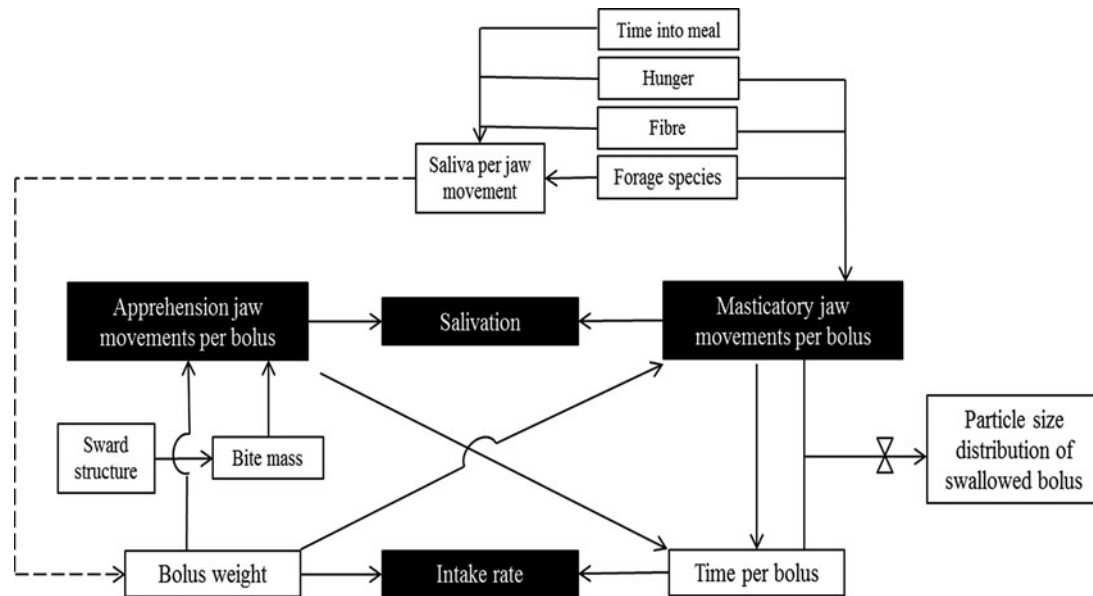 Time into meal
Hunger
Fibre
Forage species
Saliva per jaw
movement
Apprehension jaw
movements per bolus
Salivation
Masticatory jaw
movements per bolus
Sward
structure
Bite mass
Particle size
distribution of
swallowed bolus
Bolus weight
Intake rate
Time per bolus